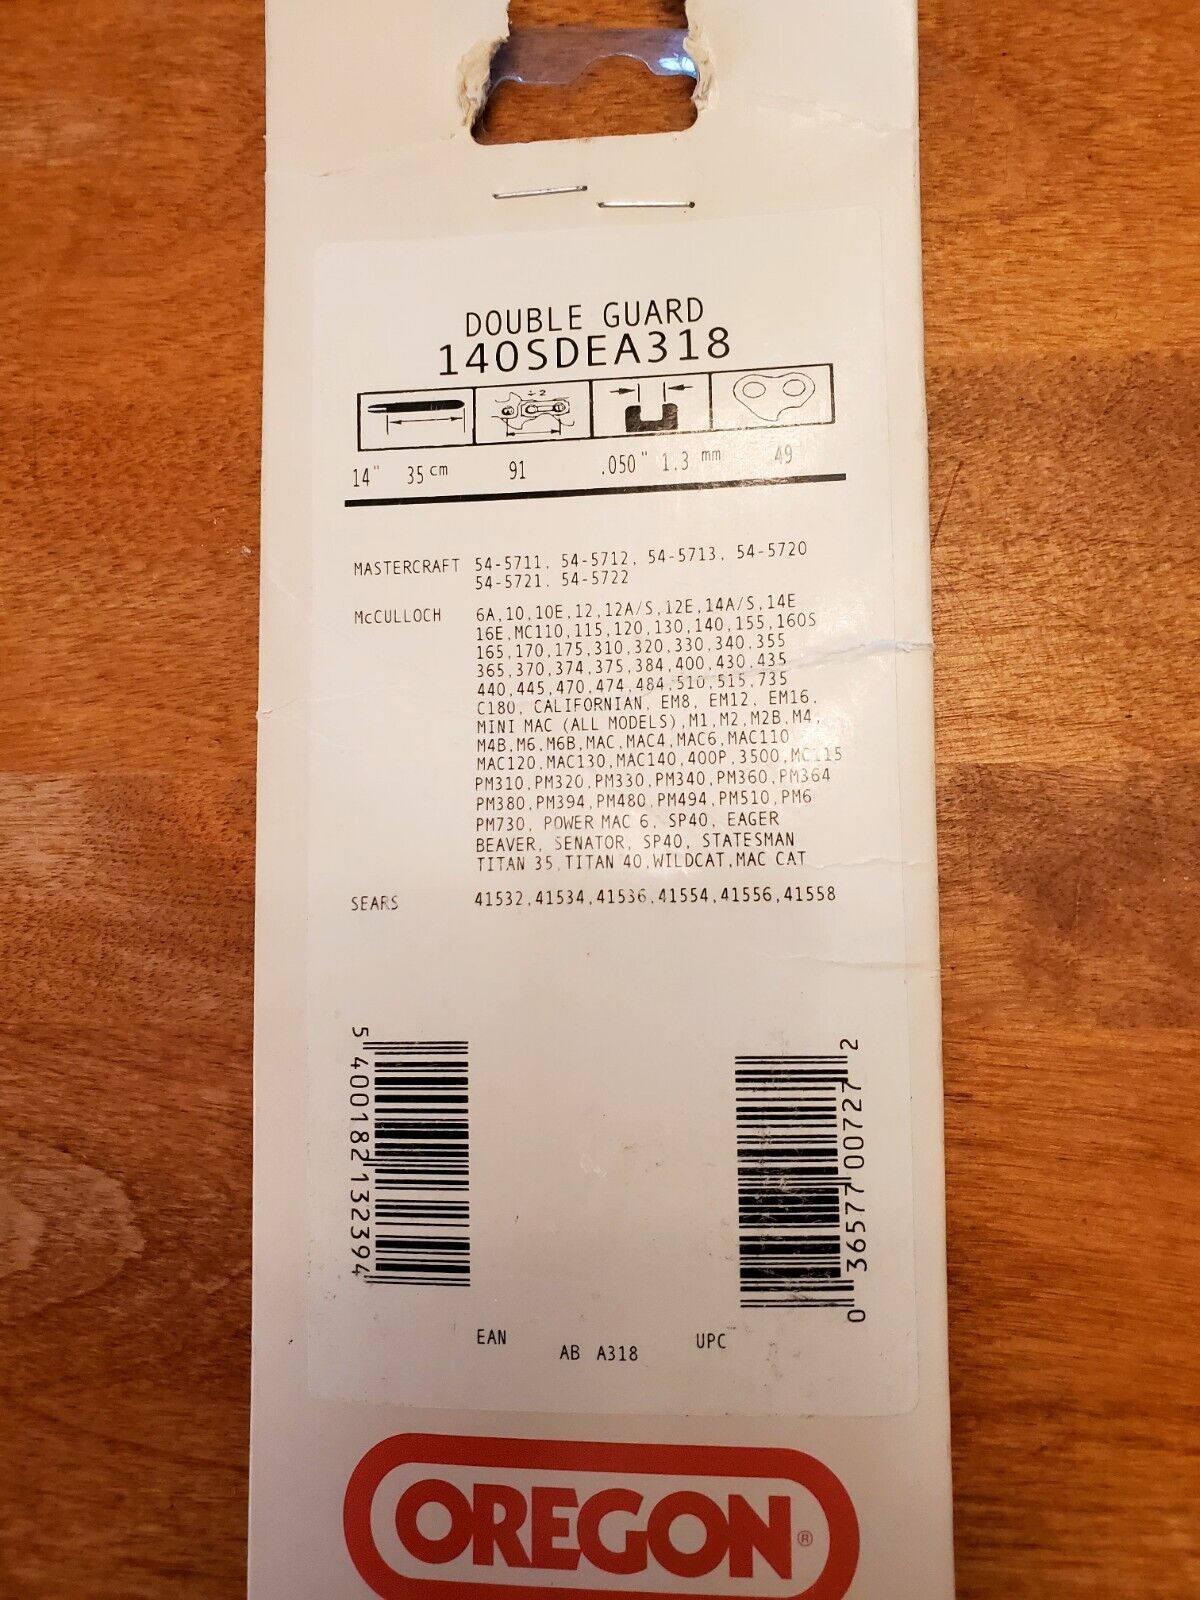 DOUBLE GUARD
140SDEA318
÷2
14" 35 cm 91 .050" 1.3 mm 49
MASTERCRAFT 54-5711, 54-5712, 54-5713, 54-5720
54-5721, 54-5722
McCULLOCH 6A,10,10E,12,12A/S,12E,14A/S,14E
16E,MC110,115,120,130,140,155,160S
165,170,175,310,320,330,340,355
365,370,374,375,384,400,430,435
440,445,470,474,484,510,515,735
C180, CALIFORNIAN, EM8, EM12, EM16,
MINI MAC (ALL MODELS),M1,M2,M2B,M4,
M4B,M6,M6B,MAC,MAC4,MAC6,MAC110
MAC120,MAC130,MAC140,400P,3500,MC115
PM310,PM320,PM330,PM340,PM360,PM364
PM380,PM394,PM480,PM494,PM510,PM6
PM730, POWER MAC 6, SP40, EAGER
BEAVER, SENATOR, SP40, STATESMAN
TITAN 35,TITAN 40,WILDCAT,MAC CAT
SEARS 41532,41534,41536,41554,41556,41558
5 400182 132394
0 36577 00727 2
EAN AB A318 UPC
OREGON®